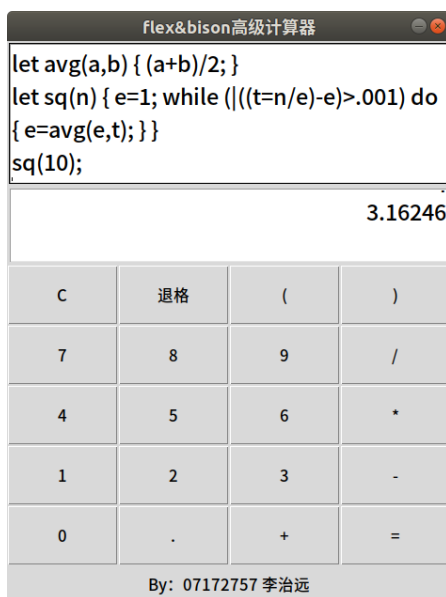 flex&bison高级计算器
let avg(a,b) { (a+b)/2; }
let sq(n) { e=1; while (|((t=n/e)-e)>.001) do
{ e=avg(e,t); } }
sq(10);
3.16246
C 退格 ( )
7 8 9 /
4 5 6 *
1 2 3 -
0 . + =
By：07172757 李治远